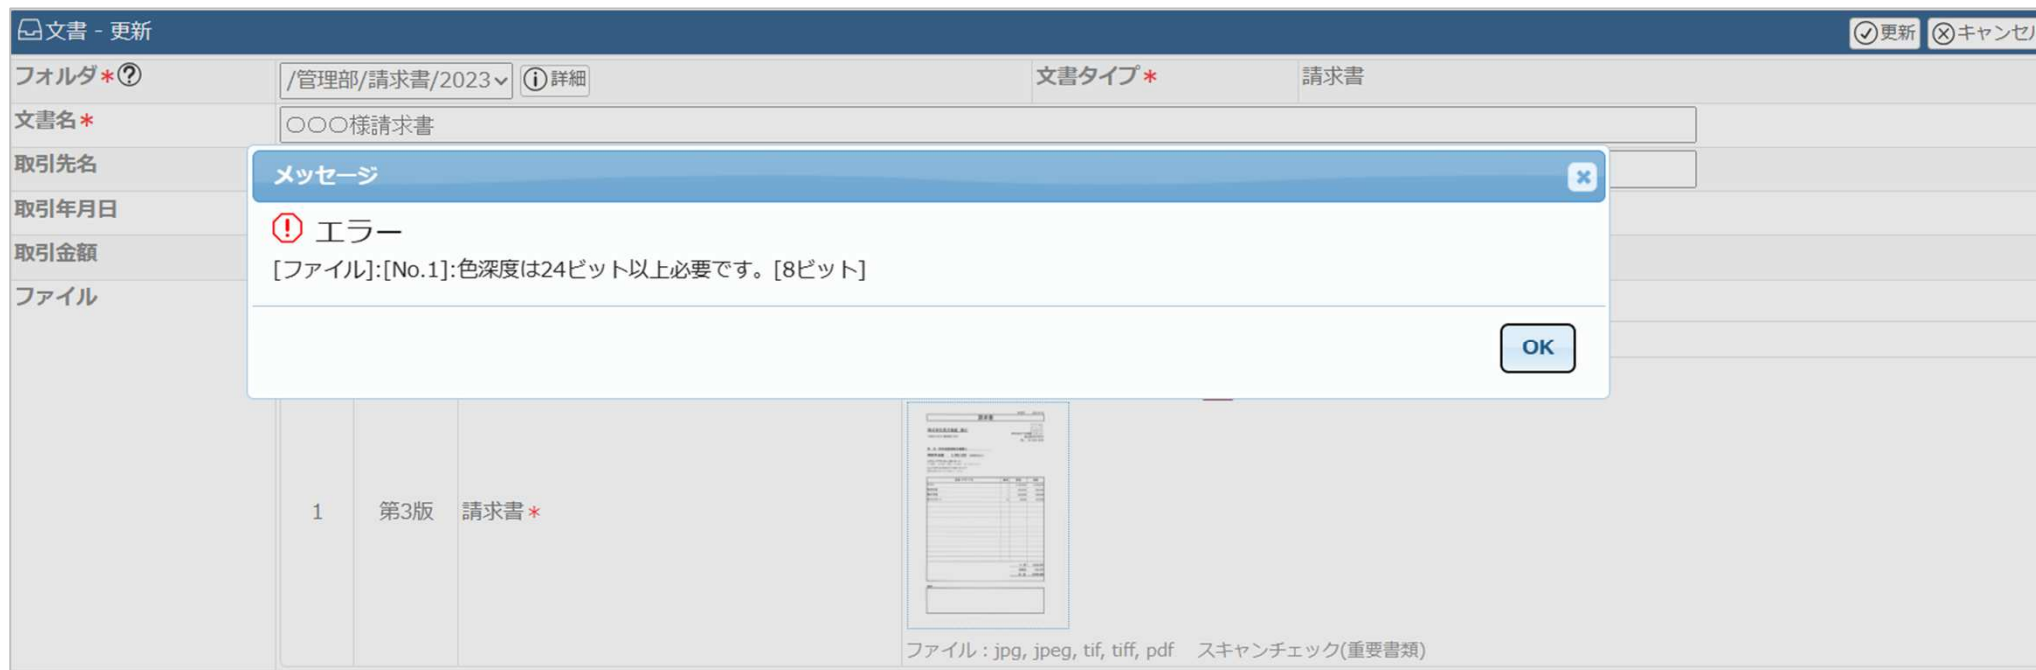 文書 - 更新
更新 キャンセル
フォルダ*? /管理部/請求書/2023 詳細 文書タイプ* 請求書
文書名* 〇〇〇様請求書
取引先名
メッセージ
取引年月日
エラー
取引金額
[ファイル]:[No.1]:色深度は24ビット以上必要です。[8ビット]
ファイル
OK
請求書
1 第3版 請求書*
ファイル : jpg, jpeg, tif, tiff, pdf スキャンチェック(重要書類)